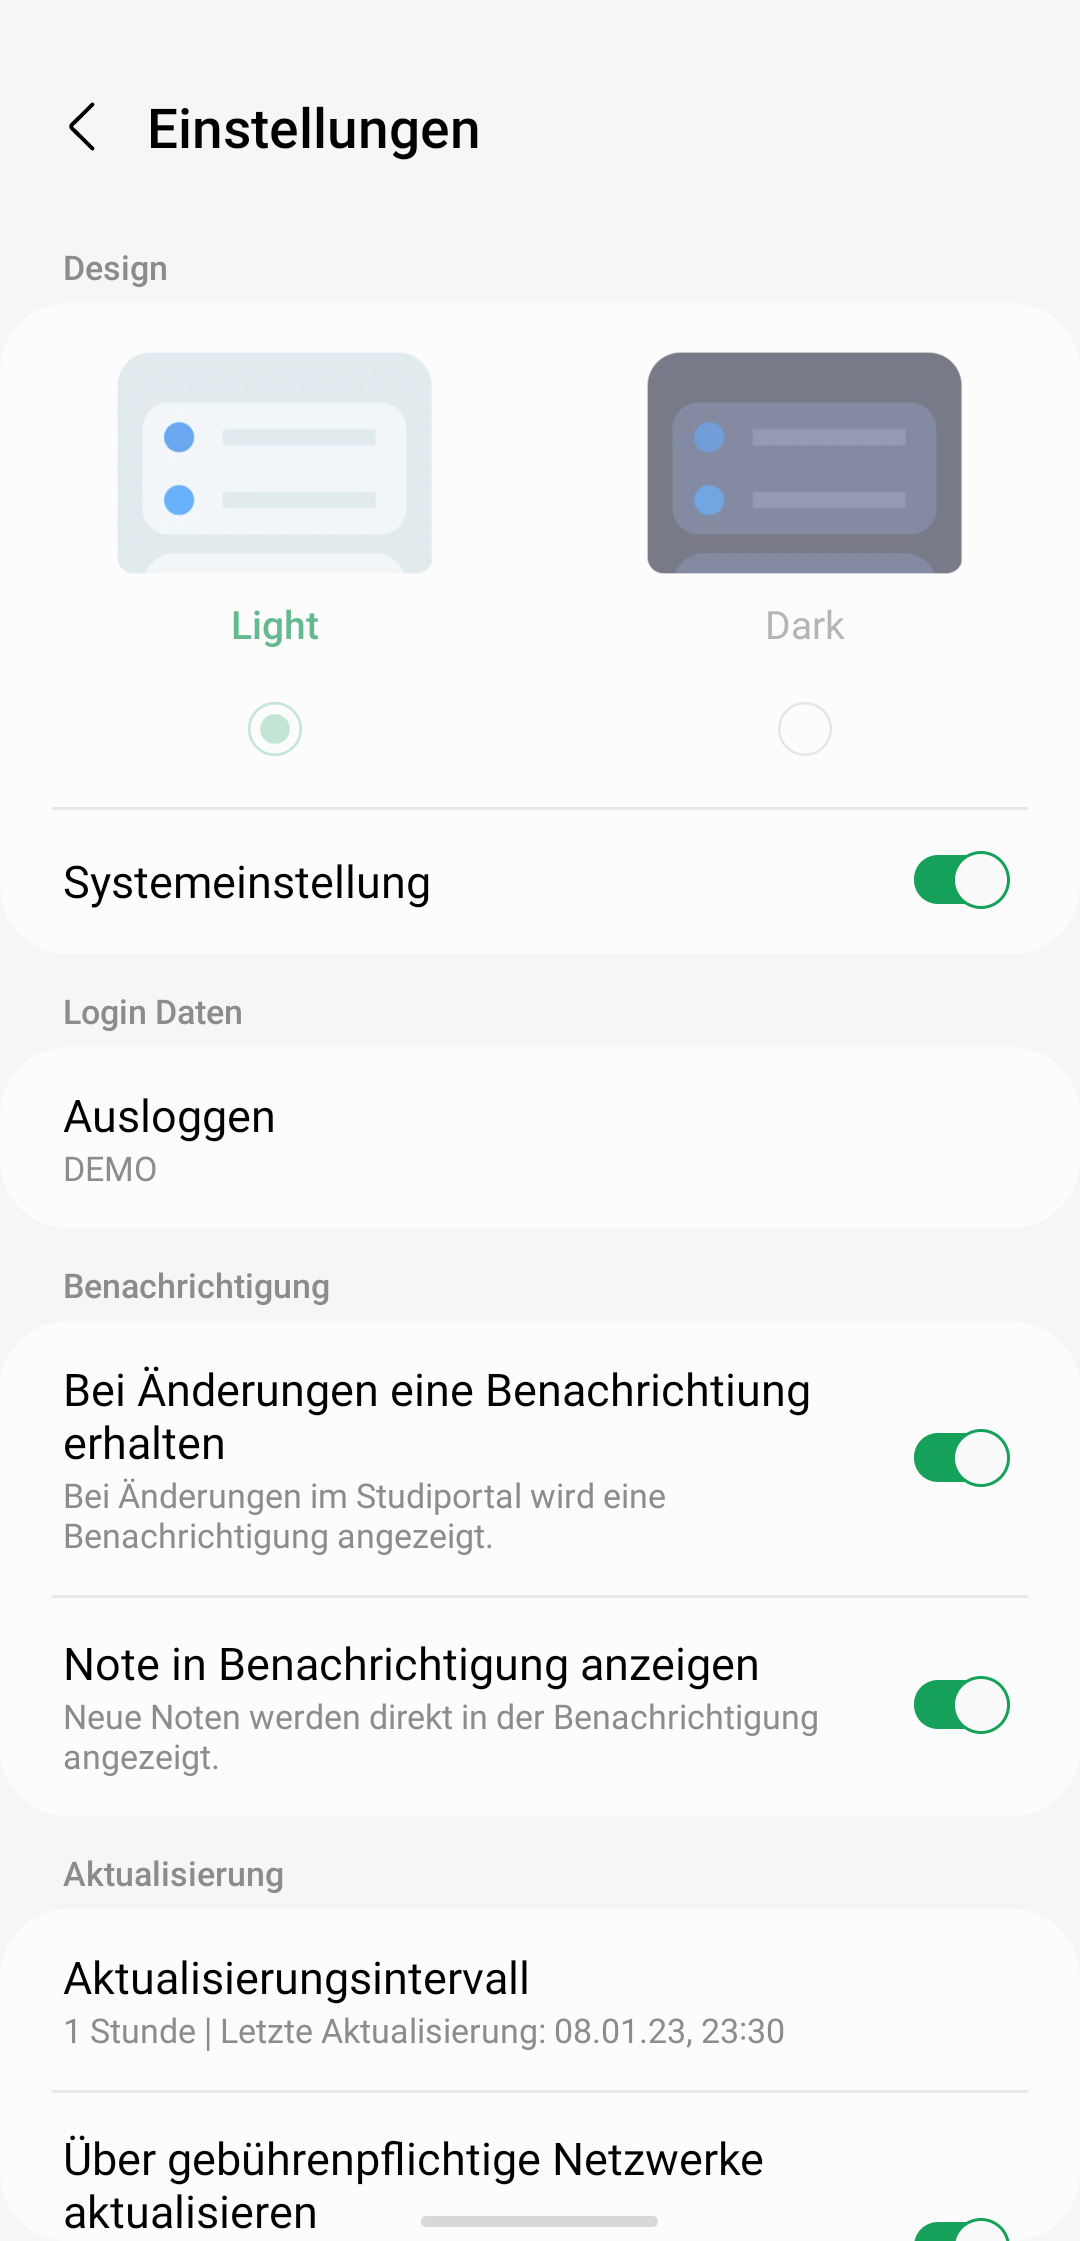 Einstellungen
Design
Light
Dark
Systemeinstellung
Login Daten
Ausloggen
DEMO
Benachrichtigung
Bei Änderungen eine Benachrichtiung
erhalten
Bei Änderungen im Studiportal wird eine
Benachrichtigung angezeigt.
Note in Benachrichtigung anzeigen
Neue Noten werden direkt in der Benachrichtigung
angezeigt.
Aktualisierung
Aktualisierungsintervall
1 Stunde | Letzte Aktualisierung: 08.01.23, 23:30
Über gebührenpflichtige Netzwerke
aktualisieren